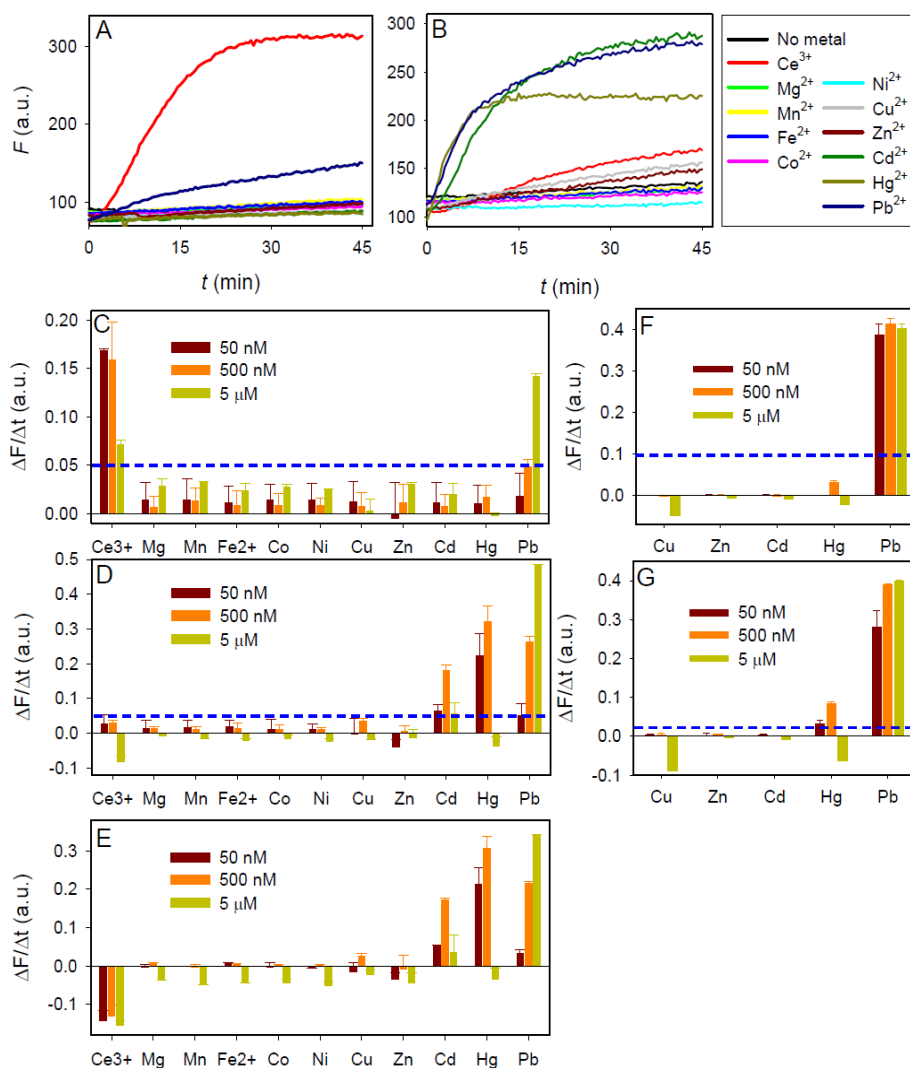 A
300
200
100
F (a.u.)
0
15
30
45
t (min)
B
300
250
200
150
100
0
15
30
45
t (min)
No metal
Ce3+
Mg2+
Mn2+
Fe2+
Co2+
Ni2+
Cu2+
Zn2+
Cd2+
Hg2+
Pb2+
C
0.20
0.15
0.10
0.05
0.00
ΔF/Δt (a.u.)
50 nM
500 nM
5 μM
Ce3+ Mg Mn Fe2+ Co Ni Cu Zn Cd Hg Pb
F
0.4
0.1
0.0
ΔF/Δt (a.u.)
50 nM
500 nM
5 μM
Cu Zn Cd Hg Pb
D
0.5
0.4
0.3
0.2
0.1
0.0
-0.1
ΔF/Δt (a.u.)
50 nM
500 nM
5 μM
Ce3+ Mg Mn Fe2+ Co Ni Cu Zn Cd Hg Pb
G
0.4
0.1
0.0
-0.1
ΔF/Δt (a.u.)
50 nM
500 nM
5 μM
Cu Zn Cd Hg Pb
E
0.3
0.2
0.1
0.0
-0.1
ΔF/Δt (a.u.)
50 nM
500 nM
5 μM
Ce3+ Mg Mn Fe2+ Co Ni Cu Zn Cd Hg Pb